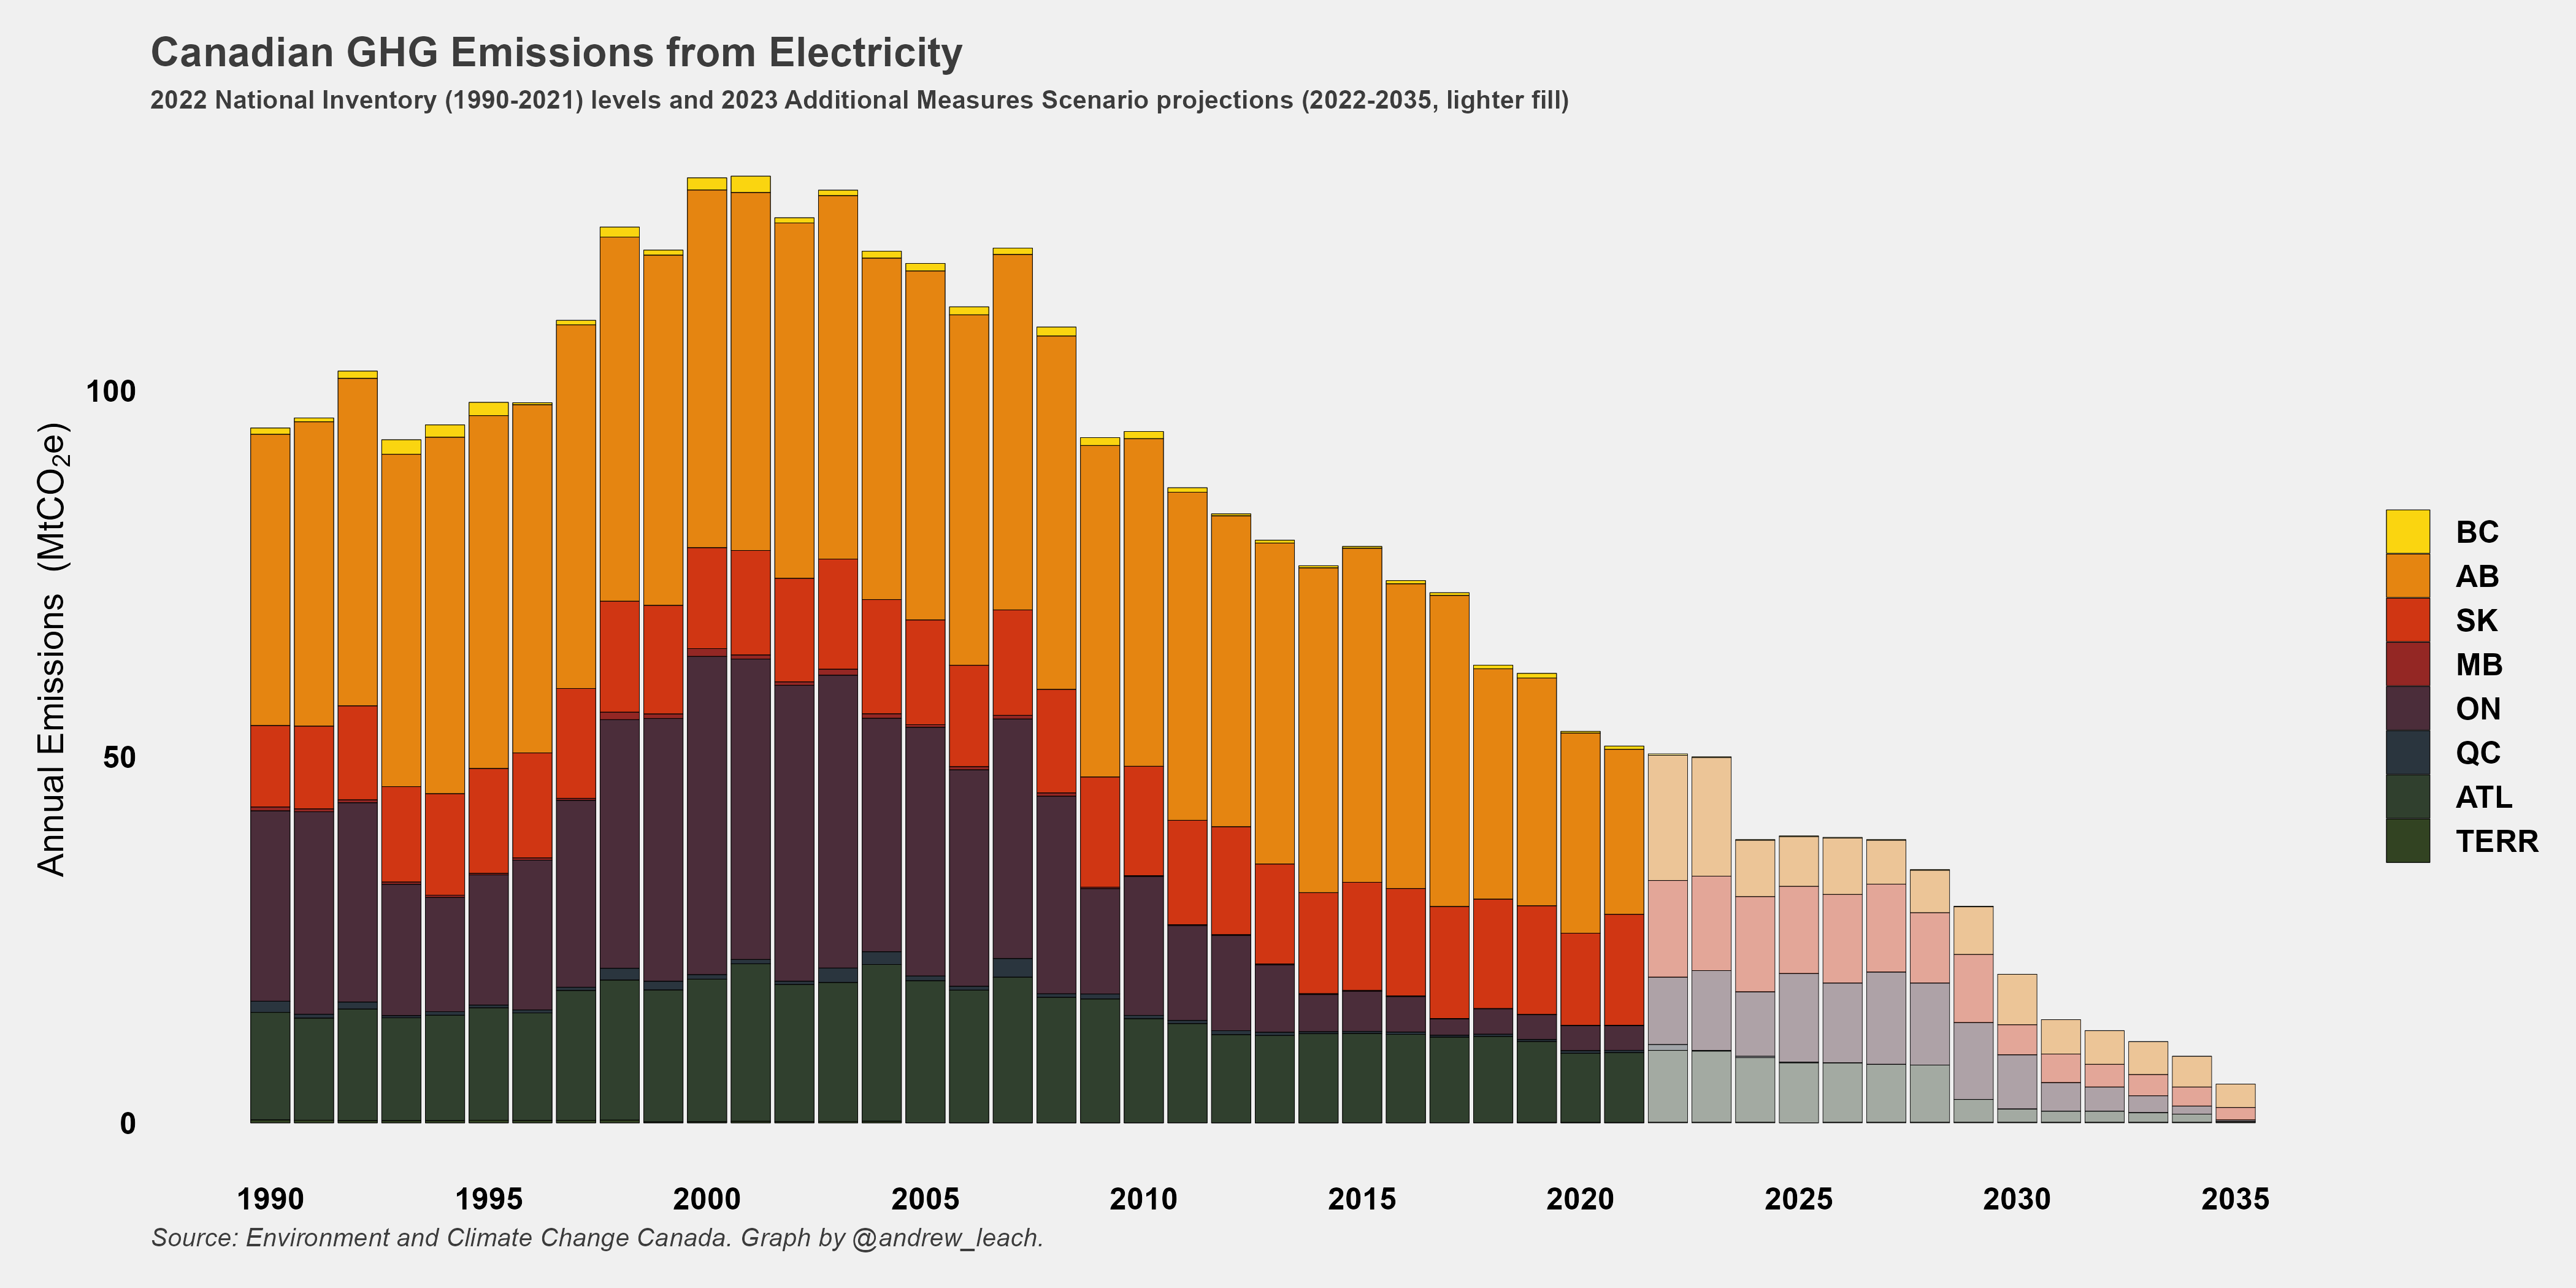 Canadian GHG Emissions from Electricity
2022 National Inventory (1990-2021) levels and 2023 Additional Measures Scenario projections (2022-2035, lighter fill)
Annual Emissions (MtCO₂e)
100
50
0
BC
AB
SK
MB
ON
QC
ATL
TERR
1990 1995 2000 2005 2010 2015 2020 2025 2030 2035
Source: Environment and Climate Change Canada. Graph by @andrew_leach.